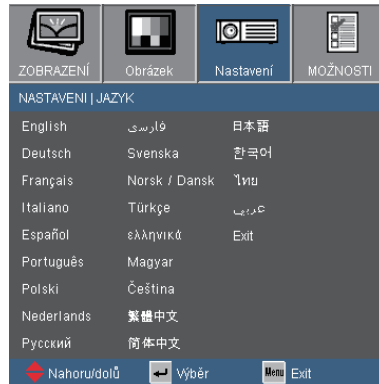 ZOBRAZENÍ Obrázek Nastavení MOŽNOSTI
NASTAVENI | JAZYK
English فارسی 日本語
Deutsch Svenska 한국어
Français Norsk / Dansk ไทย
Italiano Türkçe عربي
Español ελληνικά Exit
Português Magyar
Polski Čeština
Nederlands 繁體中文
Русский 简体中文
Nahoru/dolů Výběr Menu Exit